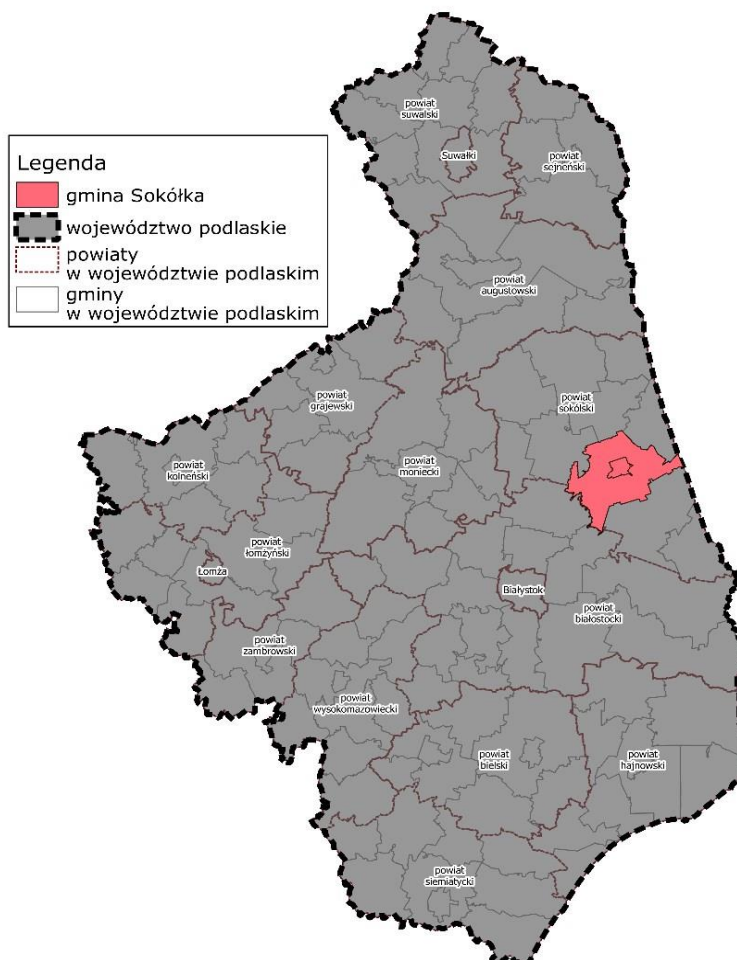 Legenda
gmina Sokółka
województwo podlaskie
powiaty
w województwie podlaskim
gminy
w województwie podlaskim
powiat
suwalski
Suwałki
powiat
sejneński
powiat
augustowski
powiat
grajewski
powiat
sokólski
powiat
kolneński
powiat
moniecki
powiat
łomżyński
Łomża
Białystok
powiat
białostocki
powiat
zambrowski
powiat
wysokomazowiecki
powiat
bielski
powiat
hajnowski
powiat
siemiatycki